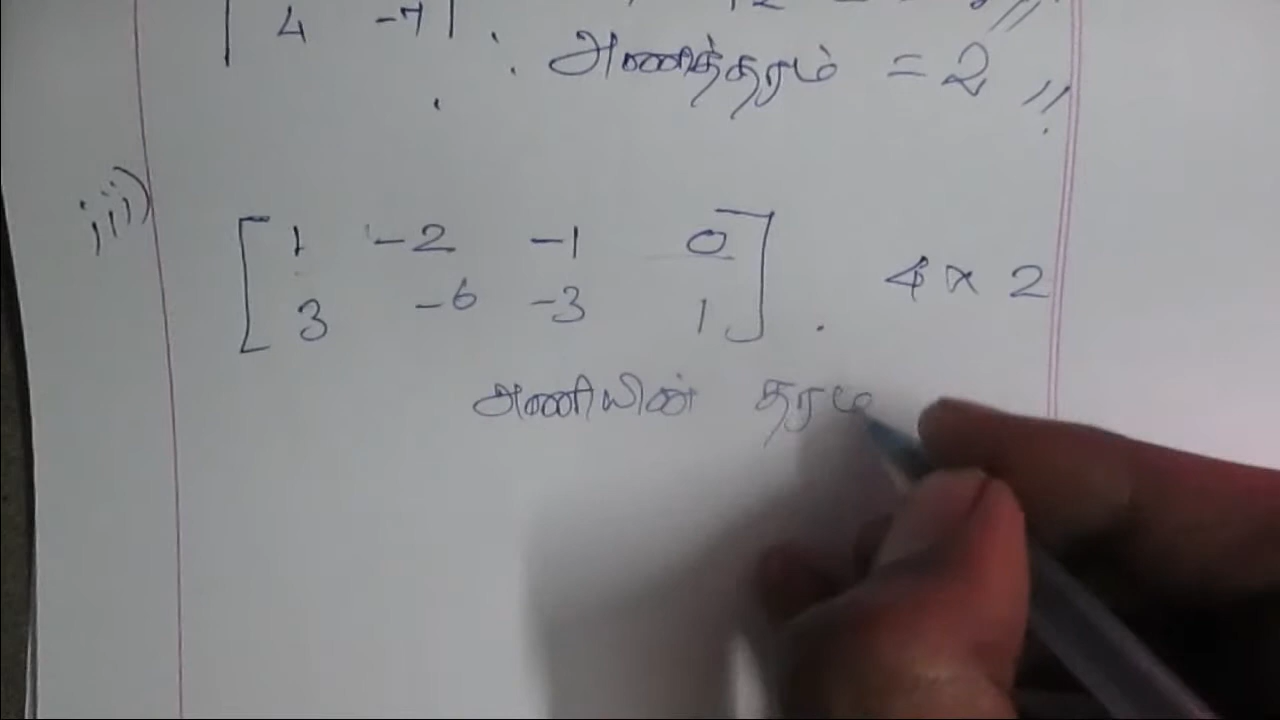 4 -7
அணித்தரம் = 2 //
iii)
[ 1 -2 -1 0 ]
[ 3 -6 -3 1 ] . 4 x 2
அணியின் தரம